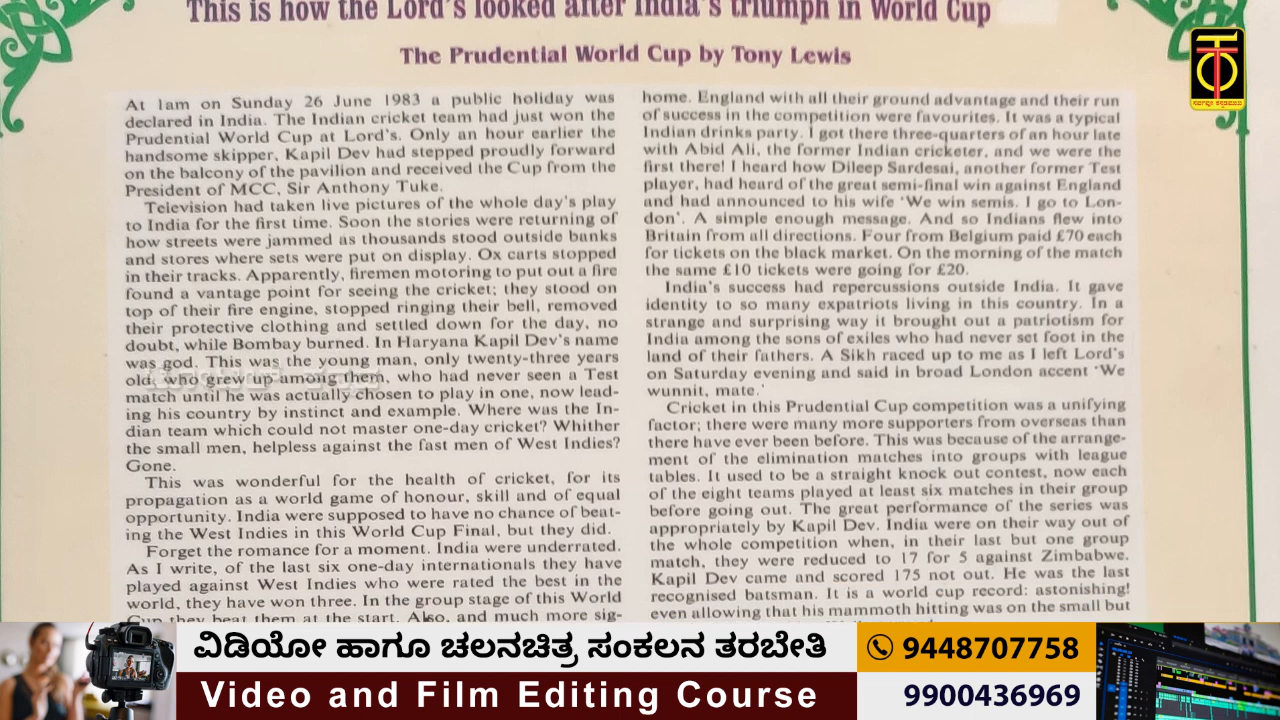 This is how the Lord's looked after India's triumph in World Cup
The Prudential World Cup by Tony Lewis
At 1am on Sunday 26 June 1983 a public holiday was
declared in India. The Indian cricket team had just won the
Prudential World Cup at Lord's. Only an hour earlier the
handsome skipper, Kapil Dev had stepped proudly forward
on the balcony of the pavilion and received the Cup from the
President of MCC, Sir Anthony Tuke.
Television had taken live pictures of the whole day's play
to India for the first time. Soon the stories were returning of
how streets were jammed as thousands stood outside banks
and stores where sets were put on display. Ox carts stopped
in their tracks. Apparently, firemen motoring to put out a fire
found a vantage point for seeing the cricket; they stood on
top of their fire engine, stopped ringing their bell, removed
their protective clothing and settled down for the day, no
doubt, while Bombay burned. In Haryana Kapil Dev's name
was god. This was the young man, only twenty-three years
old, who grew up among them, who had never seen a Test
match until he was actually chosen to play in one, now lead-
ing his country by instinct and example. Where was the In-
dian team which could not master one-day cricket? Whither
the small men, helpless against the fast men of West Indies?
Gone.
This was wonderful for the health of cricket, for its
propagation as a world game of honour, skill and of equal
opportunity. India were supposed to have no chance of beat-
ing the West Indies in this World Cup Final, but they did.
Forget the romance for a moment. India were underrated.
As I write, of the last six one-day internationals they have
played against West Indies who were rated the best in the
world, they have won three. In the group stage of this World
Cup they beat them at the start. Also, and much more sig-
home. England with all their ground advantage and their run
of success in the competition were favourites. It was a typical
Indian drinks party. I got there three-quarters of an hour late
with Abid Ali, the former Indian cricketer, and we were the
first there! I heard how Dileep Sardesai, another former Test
player, had heard of the great semi-final win against England
and had announced to his wife 'We win semis. I go to Lon-
don'. A simple enough message. And so Indians flew into
Britain from all directions. Four from Belgium paid £70 each
for tickets on the black market. On the morning of the match
the same £10 tickets were going for £20.
India's success had repercussions outside India. It gave
identity to so many expatriots living in this country. In a
strange and surprising way it brought out a patriotism for
India among the sons of exiles who had never set foot in the
land of their fathers. A Sikh raced up to me as I left Lord's
on Saturday evening and said in broad London accent 'We
wunnit, mate.'
Cricket in this Prudential Cup competition was a unifying
factor; there were many more supporters from overseas than
there have ever been before. This was because of the arrange-
ment of the elimination matches into groups with league
tables. It used to be a straight knock out contest, now each
of the eight teams played at least six matches in their group
before going out. The great performance of the series was
appropriately by Kapil Dev. India were on their way out of
the whole competition when, in their last but one group
match, they were reduced to 17 for 5 against Zimbabwe.
Kapil Dev came and scored 175 not out. He was the last
recognised batsman. It is a world cup record: astonishing!
even allowing that his mammoth hitting was on the small but
ವಿಡಿಯೋ ಹಾಗೂ ಚಲನಚಿತ್ರ ಸಂಕಲನ ತರಬೇತಿ
Video and Film Editing Course
9448707758
9900436969